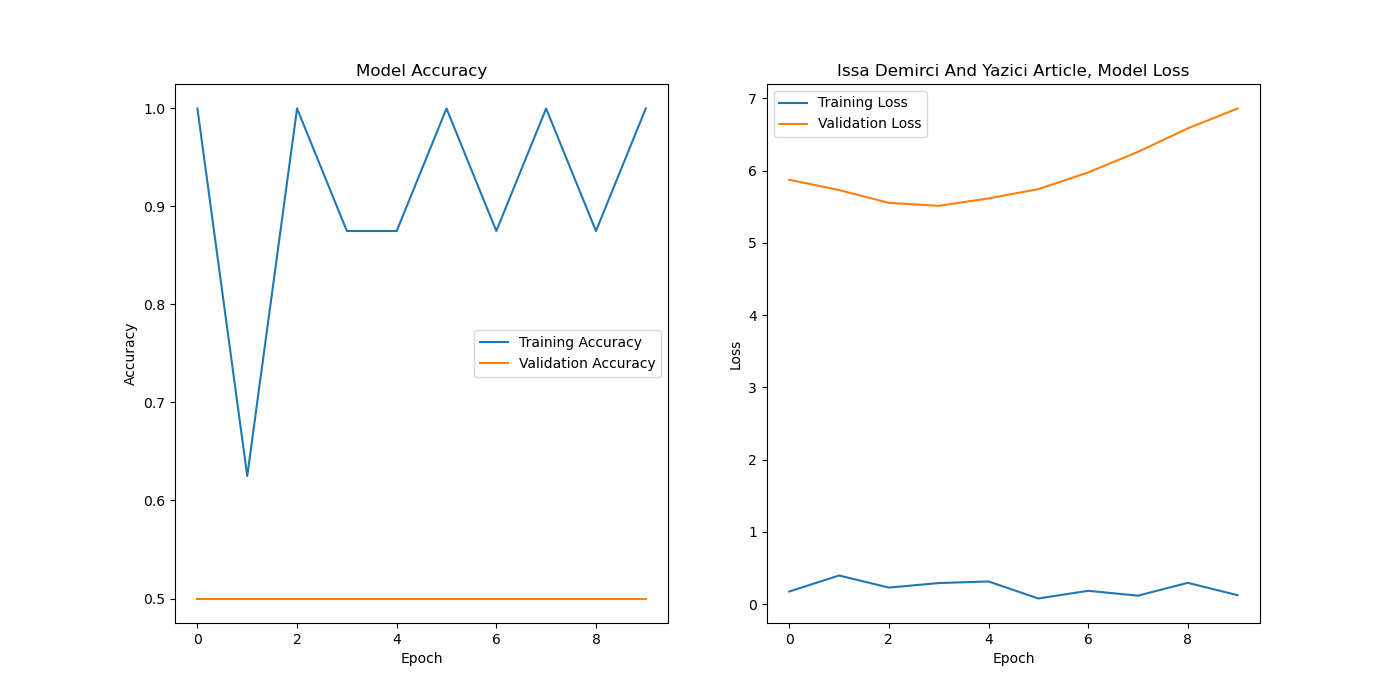 Model Accuracy
1.0
0.9
0.8
0.7
0.6
0.5
Accuracy
Training Accuracy
Validation Accuracy
0 2 4 6 8
Epoch
Issa Demirci And Yazici Article, Model Loss
Training Loss
Validation Loss
7
6
5
4
3
2
1
0
Loss
0 2 4 6 8
Epoch